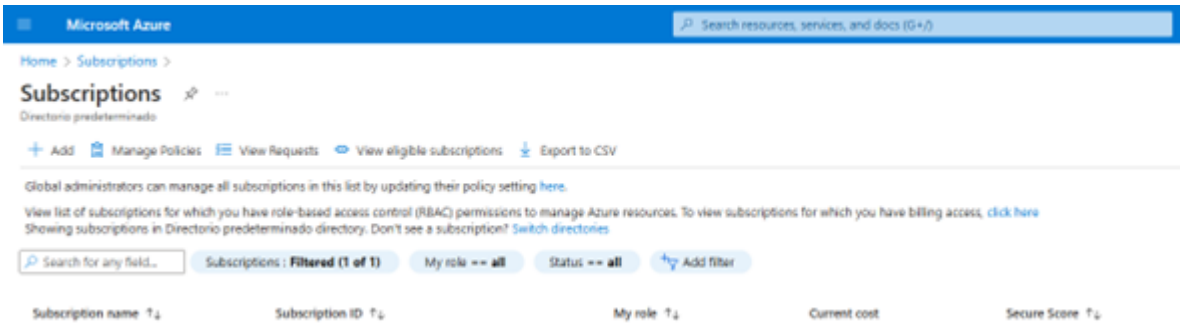 Microsoft Azure
Search resources, services, and docs (G+/)
Home > Subscriptions >
Subscriptions
Directorio predeterminado
Add Manage Policies View Requests View eligible subscriptions Export to CSV
Global administrators can manage all subscriptions in this list by updating their policy setting here.
View list of subscriptions for which you have role-based access control (RBAC) permissions to manage Azure resources. To view subscriptions for which you have billing access, click here
Showing subscriptions in Directorio predeterminado directory. Don't see a subscription? Switch directories
Search for any field... Subscriptions : Filtered (1 of 1) My role == all Status == all Add filter
Subscription name ↑↓ Subscription ID ↑↓ My role ↑↓ Current cost Secure Score ↑↓